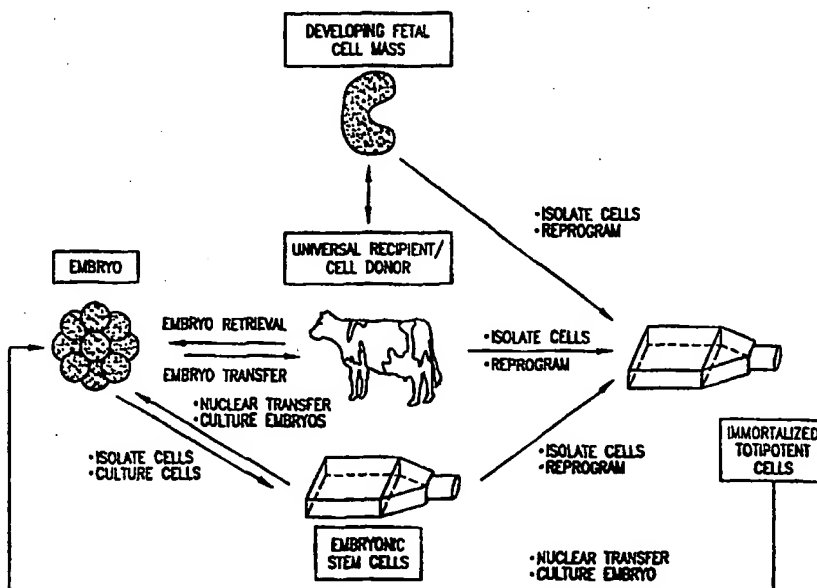 DEVELOPING FETAL
CELL MASS
•ISOLATE CELLS
•REPROGRAM
UNIVERSAL RECIPIENT/
CELL DONOR
EMBRYO
EMBRYO RETRIEVAL
EMBRYO TRANSFER
•ISOLATE CELLS
•REPROGRAM
•NUCLEAR TRANSFER
•CULTURE EMBRYOS
•ISOLATE CELLS
•CULTURE CELLS
•ISOLATE CELLS
•REPROGRAM
IMMORTALIZED
TOTIPOTENT
CELLS
EMBRYONIC
STEM CELLS
•NUCLEAR TRANSFER
•CULTURE EMBRYO